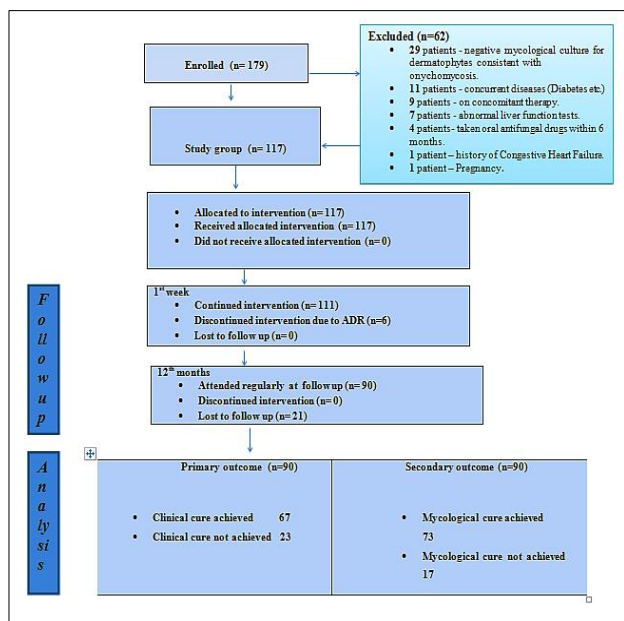 Enrolled (n= 179)
Excluded (n=62)
• 29 patients - negative mycological culture for
dermatophytes consistent with
onychomycosis.
• 11 patients - concurrent diseases (Diabetes etc.)
• 9 patients - on concomitant therapy.
• 7 patients - abnormal liver function tests.
• 4 patients - taken oral antifungal drugs within 6
months.
• 1 patient – history of Congestive Heart Failure.
• 1 patient – Pregnancy.
Study group (n= 117)
• Allocated to intervention (n= 117)
• Received allocated intervention (n= 117)
• Did not receive allocated intervention (n= 0)
Followup
1st week
• Continued intervention (n= 111)
• Discontinued intervention due to ADR (n=6)
• Lost to follow up (n= 0)
12th months
• Attended regularly at follow up (n= 90)
• Discontinued intervention (n= 0)
• Lost to follow up (n= 21)
Analysis
Primary outcome (n=90)
• Clinical cure achieved 67
• Clinical cure not achieved 23
Secondary outcome (n=90)
• Mycological cure achieved
73
• Mycological cure not achieved
17